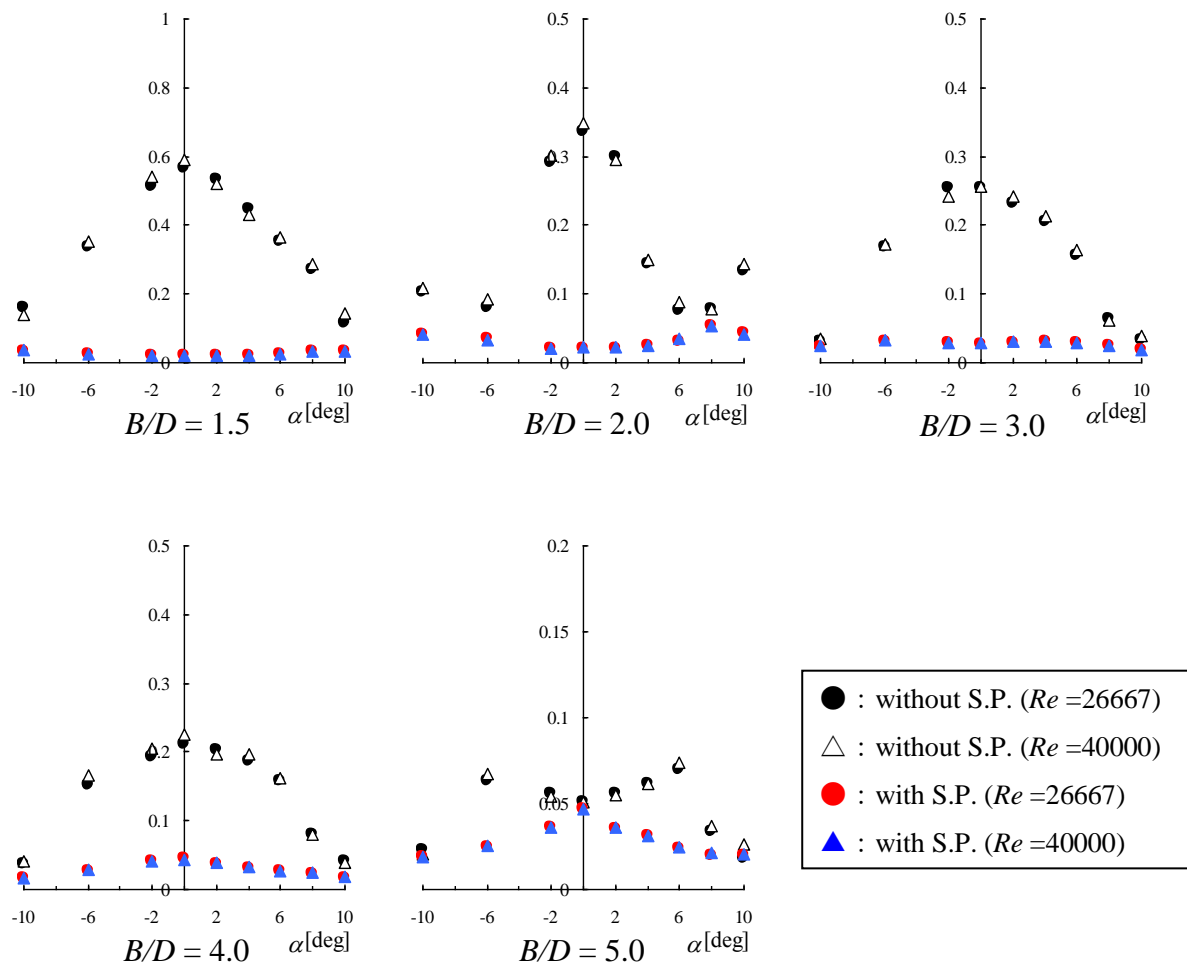 1
0.8
0.6
0.4
0.2
0
-10 -6 -2 2 6 10
α[deg]
B/D = 1.5
0.5
0.4
0.3
0.2
0.1
0
-10 -6 -2 2 6 10
α[deg]
B/D = 2.0
0.5
0.4
0.3
0.2
0.1
0
-10 -6 -2 2 6 10
α[deg]
B/D = 3.0
0.5
0.4
0.3
0.2
0.1
0
-10 -6 -2 2 6 10
α[deg]
B/D = 4.0
0.2
0.15
0.1
0.05
0
-10 -6 -2 2 6 10
α[deg]
B/D = 5.0
: without S.P. (Re =26667)
: without S.P. (Re =40000)
: with S.P. (Re =26667)
: with S.P. (Re =40000)